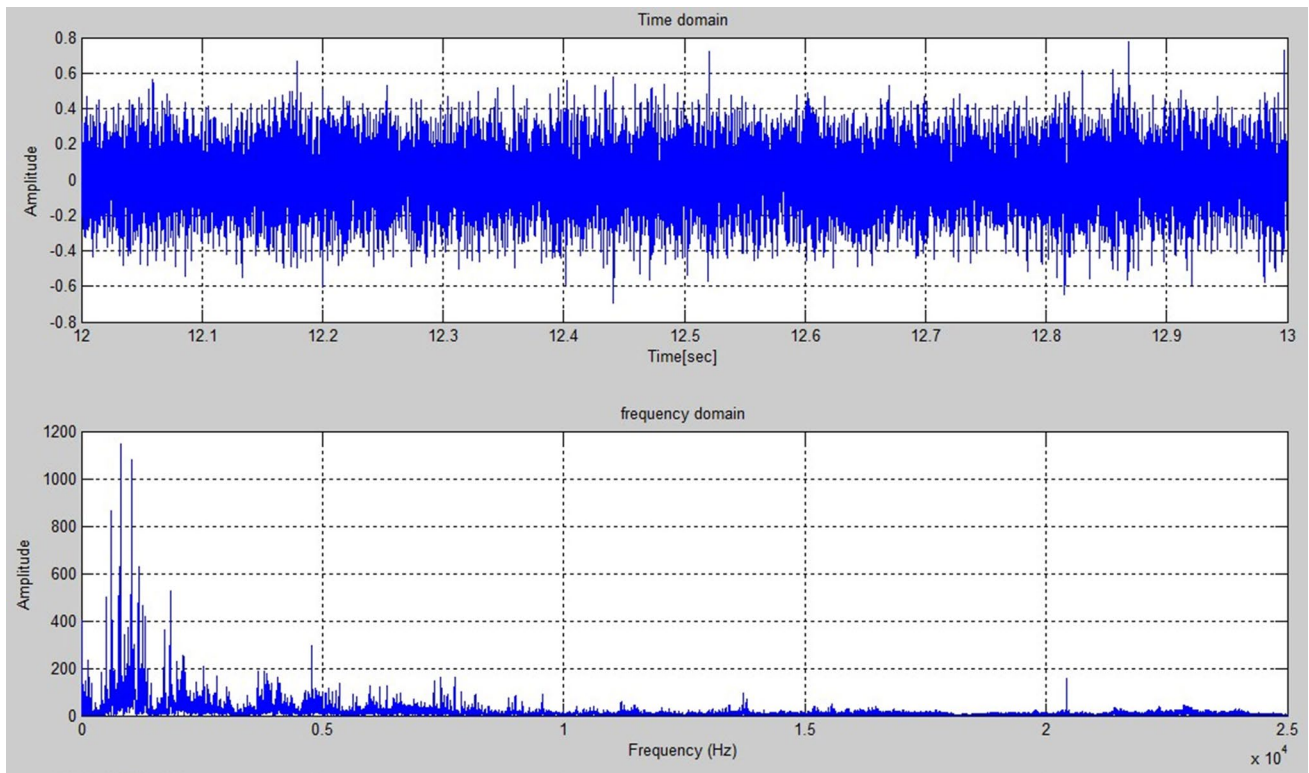 Time domain
0.8
0.6
0.4
0.2
0
-0.2
-0.4
-0.6
-0.8
Amplitude
12 12.1 12.2 12.3 12.4 12.5 12.6 12.7 12.8 12.9 13
Time[sec]
frequency domain
1200
1000
800
600
400
200
0
Amplitude
0 0.5 1 1.5 2 2.5
Frequency (Hz)
x 10^4